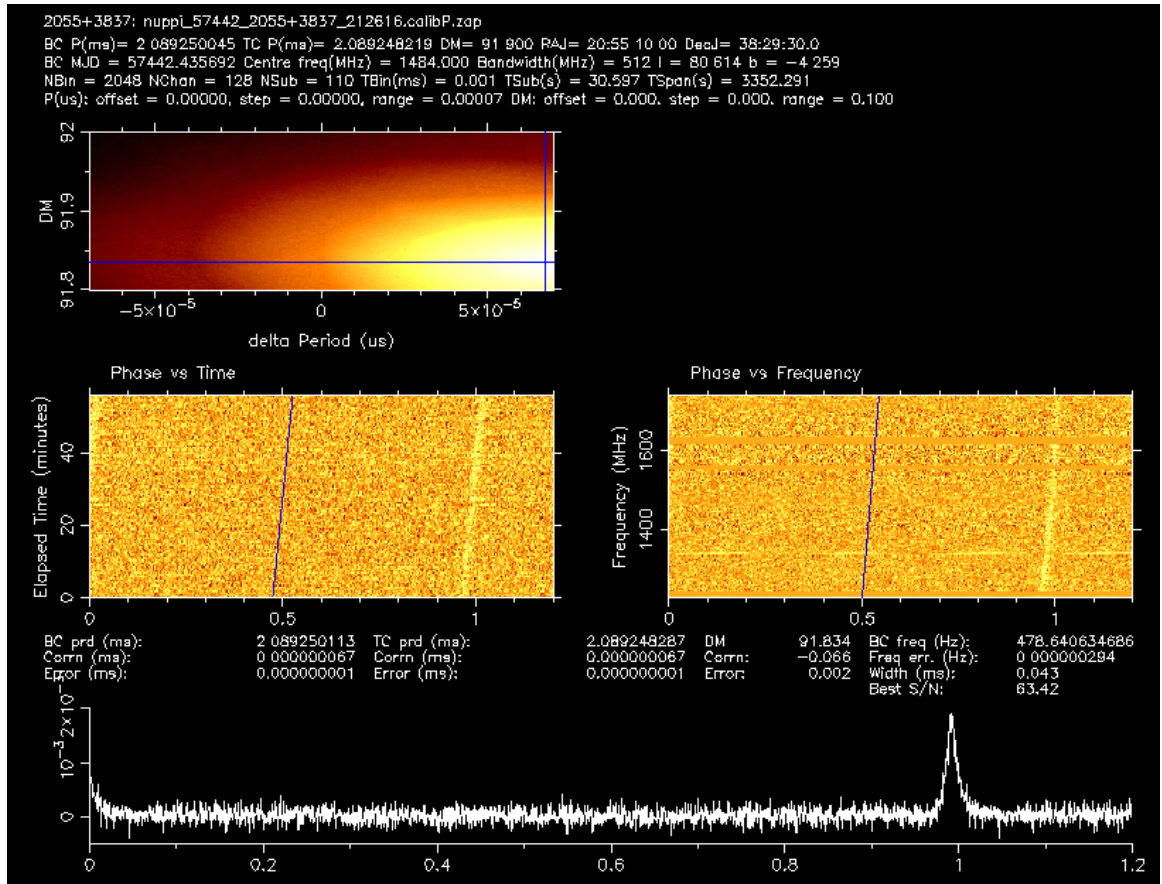 2055+3837: nuppi_57442_2055+3837_212616.calibP.zap
BC P(ms)= 2.089250045 TC P(ms)= 2.089248219 DM= 91.900 RAJ= 20:55:10.00 DecJ= 38:29:30.0
BC MJD = 57442.435692 Centre freq(MHz) = 1484.000 Bandwidth(MHz) = 512 l = 80.614 b = −4.259
NBin = 2048 NChan = 128 NSub = 110 TBin(ms) = 0.001 TSub(s) = 30.597 TSpan(s) = 3352.291
P(us): offset = 0.00000, step = 0.00000, range = 0.00007 DM: offset = 0.000, step = 0.000, range = 0.100
92
91.9
91.8
DM
−5×10⁻⁵ 0 5×10⁻⁵
delta Period (us)
Phase vs Time
40
20
0
Elapsed Time (minutes)
0 0.5 1
Phase vs Frequency
1600
1400
Frequency (MHz)
0 0.5 1
BC prd (ms): 2.089250113 TC prd (ms): 2.089248287 DM 91.834 BC freq (Hz): 478.640634686
Corrn (ms): 0.000000067 Corrn (ms): 0.000000067 Corrn: −0.066 Freq err. (Hz): 0.000000294
Error (ms): 0.000000001 Error (ms): 0.000000001 Error: 0.002 Width (ms): 0.043
Best S/N: 63.42
2×10⁻³
10⁻³
0
0 0.2 0.4 0.6 0.8 1 1.2